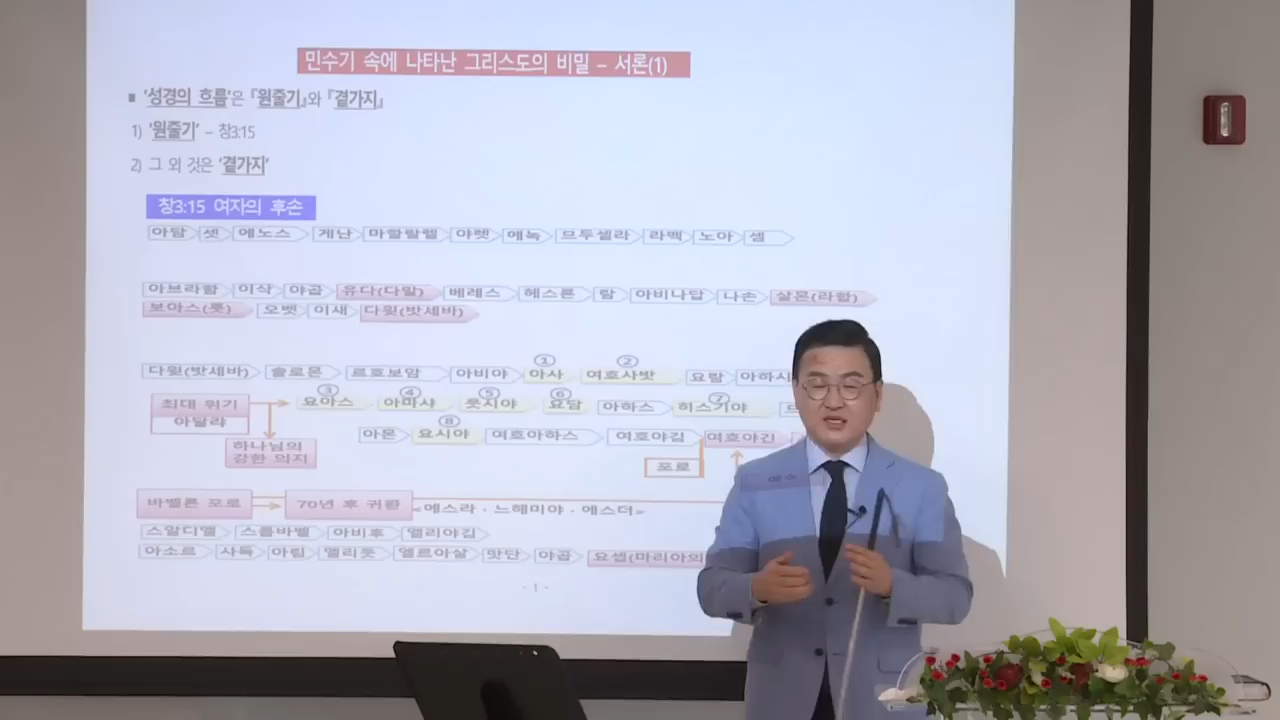 민수기 속에 나타난 그리스도의 비밀 – 서론(1)
■ '성경의 흐름'은 『원줄기』와 『곁가지』
1) '원줄기' – 창3:15
2) 그 외 것은 '곁가지'
창3:15 여자의 후손
아담 셋 에노스 게난 마할랄렐 야렛 에녹 므두셀라 라멕 노아 셈
아브라함 이삭 야곱 유다(다말) 베레스 헤스론 람 아비나답 나손 살몬(라합)
보아스(룻) 오벳 이새 다윗(밧세바)
① ②
다윗(밧세바) 솔로몬 르호보암 아비야 아사 여호사밧 요람 아하시
③ ④ ⑤ ⑥ ⑦
최대 위기 요아스 아마샤 웃시야 요담 아하스 히스기야
아달랴
⑧
아몬 요시야 여호아하스 여호야김 여호야긴
하나님의
강한 의지
포로
예수
바벨론 포로 70년 후 귀환 <에스라 · 느헤미야 · 에스더>
스알디엘 스룹바벨 아비훗 엘리야김
아소르 사독 아킴 엘리웃 엘르아살 맛단 야곱 요셉(마리아의
- 1 -